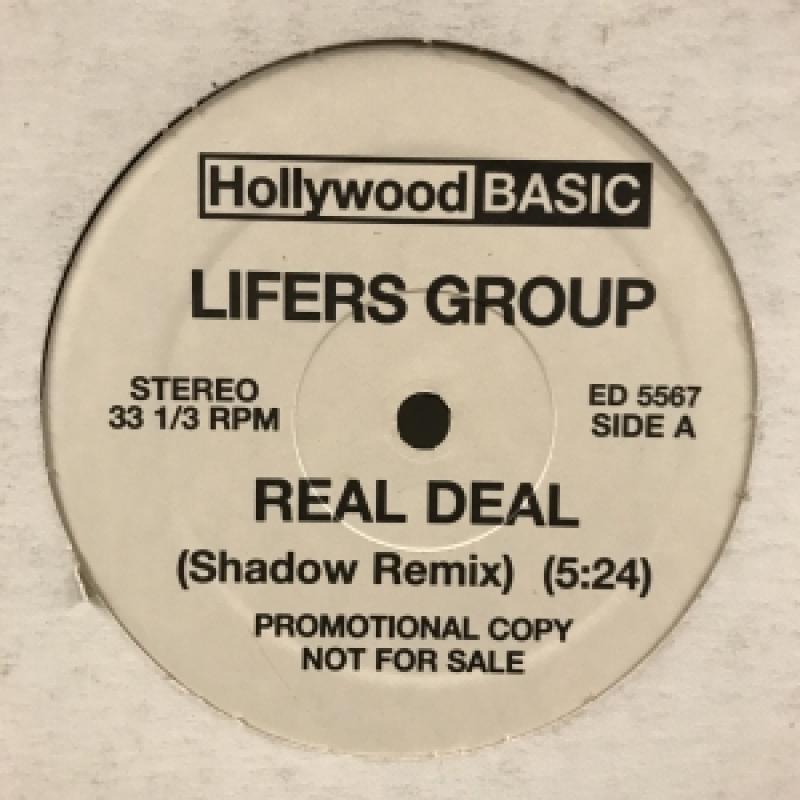 Hollywood BASIC
LIFERS GROUP
STEREO
33 1/3 RPM
ED 5567
SIDE A
REAL DEAL
(Shadow Remix) (5:24)
PROMOTIONAL COPY
NOT FOR SALE